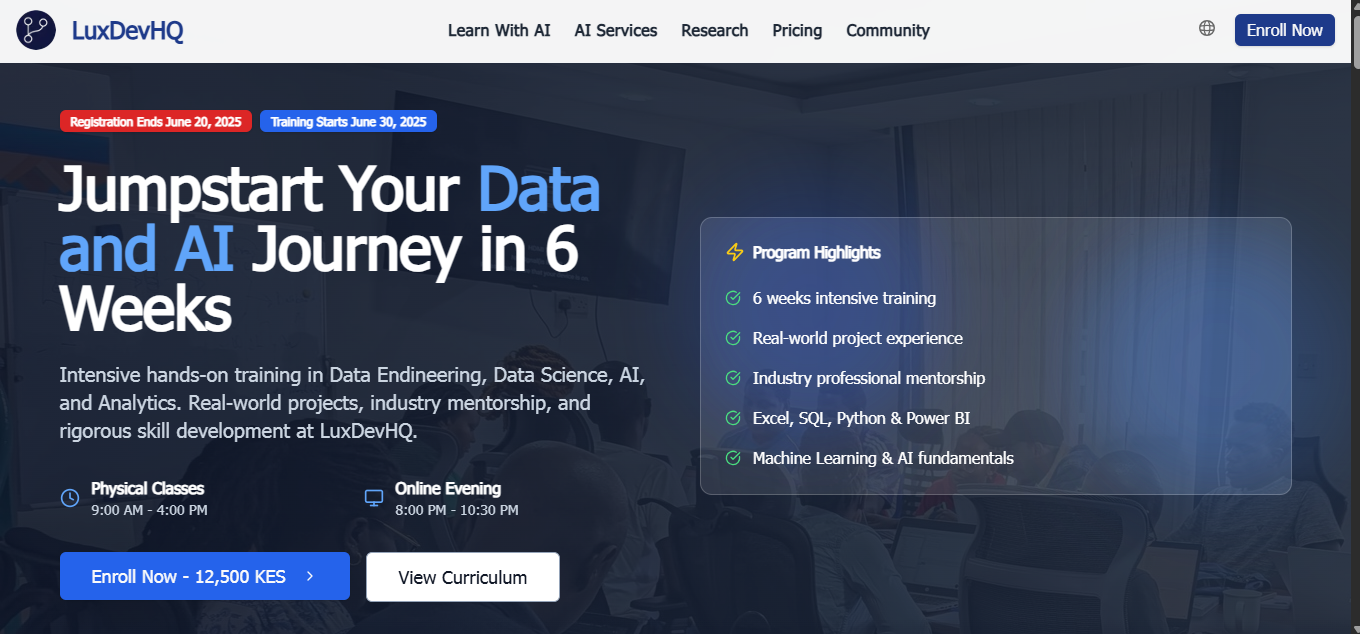 LuxDevHQ
Learn With AI AI Services Research Pricing Community
Enroll Now
Registration Ends June 20, 2025 Training Starts June 30, 2025
Jumpstart Your Data
and AI Journey in 6
Weeks
Intensive hands-on training in Data Endineering, Data Science, AI,
and Analytics. Real-world projects, industry mentorship, and
rigorous skill development at LuxDevHQ.
Physical Classes
9:00 AM - 4:00 PM
Online Evening
8:00 PM - 10:30 PM
Enroll Now - 12,500 KES
View Curriculum
Program Highlights
6 weeks intensive training
Real-world project experience
Industry professional mentorship
Excel, SQL, Python & Power BI
Machine Learning & AI fundamentals